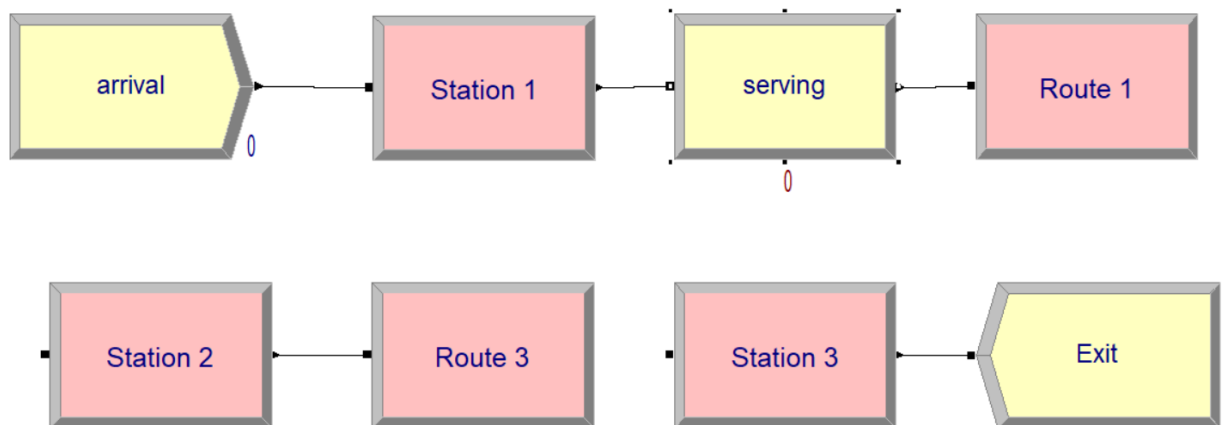 arrival
Station 1
serving
Route 1
0
0
Station 2
Route 3
Station 3
Exit